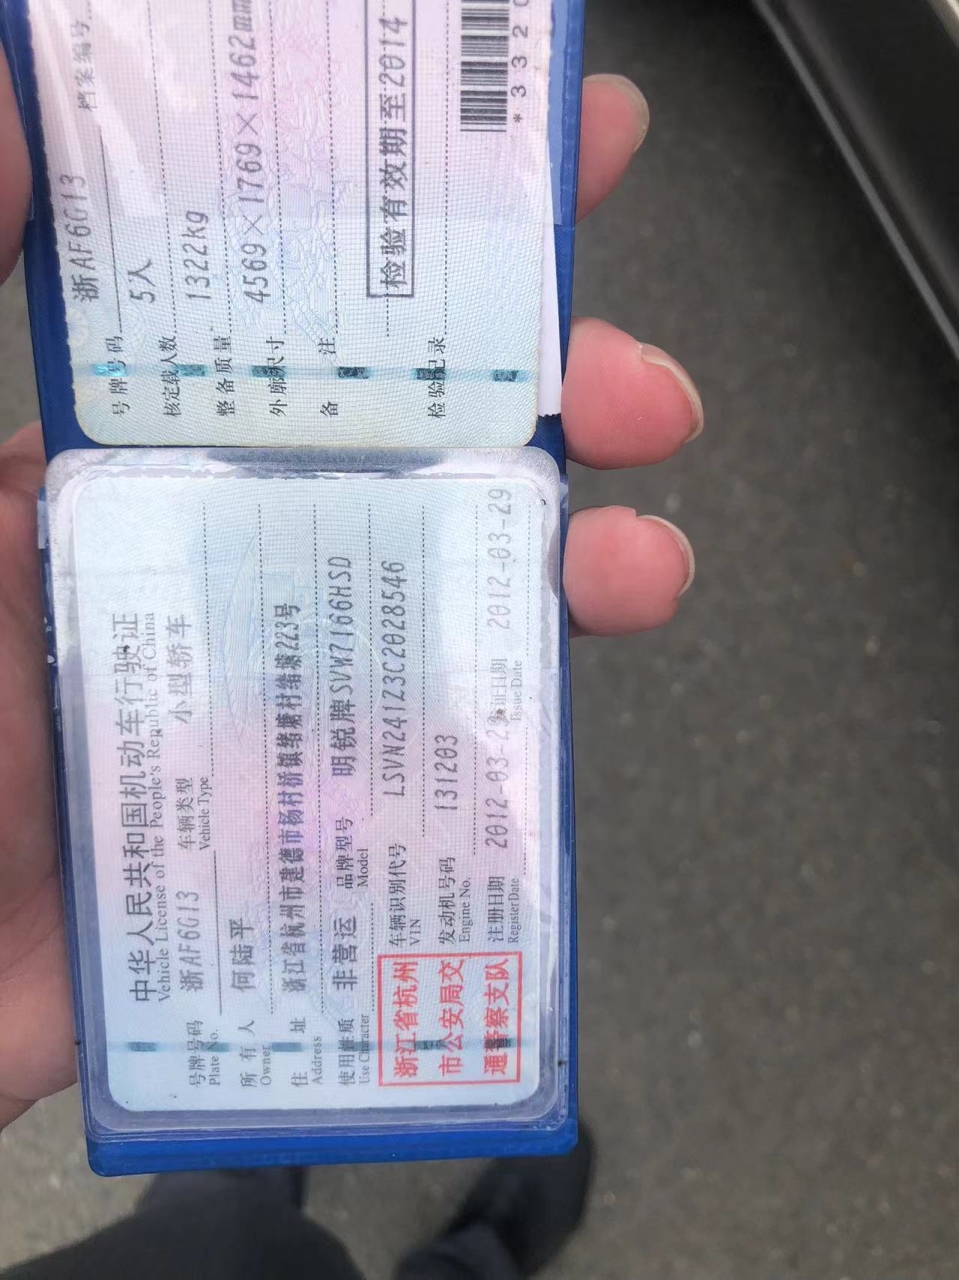 中华人民共和国机动车行驶证
Vehicle License of the People's Republic of China
号牌号码 浙AF6G13 车辆类型 小型轿车
Plate No. Vehicle Type
所有人 何陆平
Owner
住址 浙江省杭州市建德市杨村桥镇绪塘村绪塘223号
Address
使用性质 非营运 品牌型号 明锐牌SVW7166HSD
Use Character Model
浙江省杭州市公安局交通警察支队
车辆识别代号 LSVN241Z3C2028546
VIN
发动机号码 131203
Engine No.
注册日期 2012-03-2 发证日期 2012-03-29
Register Date Issue Date
号牌号码 浙AF6G13 档案编号
核定载人数 5人
整备质量 1322kg
外廓尺寸 4569×1769×1462mm
备注
检验有效期至2014
检验记录
*3320